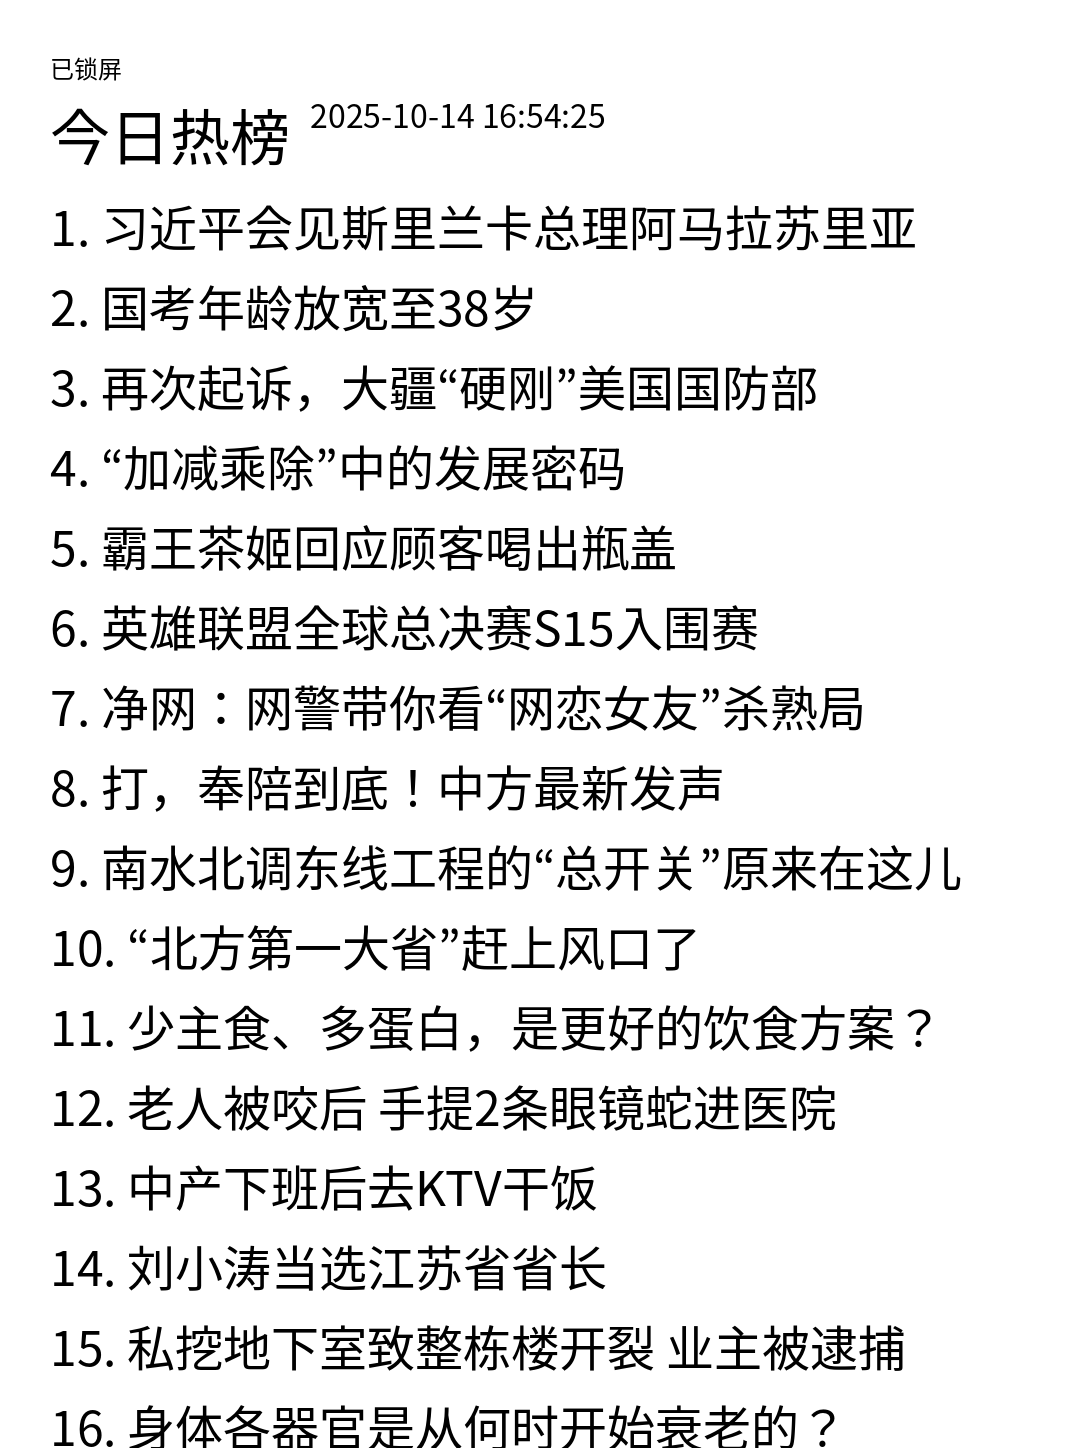 已锁屏
今日热榜 2025-10-14 16:54:25
1. 习近平会见斯里兰卡总理阿马拉苏里亚
2. 国考年龄放宽至38岁
3. 再次起诉，大疆“硬刚”美国国防部
4. “加减乘除”中的发展密码
5. 霸王茶姬回应顾客喝出瓶盖
6. 英雄联盟全球总决赛S15入围赛
7. 净网：网警带你看“网恋女友”杀熟局
8. 打，奉陪到底！中方最新发声
9. 南水北调东线工程的“总开关”原来在这儿
10. “北方第一大省”赶上风口了
11. 少主食、多蛋白，是更好的饮食方案？
12. 老人被咬后 手提2条眼镜蛇进医院
13. 中产下班后去KTV干饭
14. 刘小涛当选江苏省省长
15. 私挖地下室致整栋楼开裂 业主被逮捕
16. 身体各器官是从何时开始衰老的？